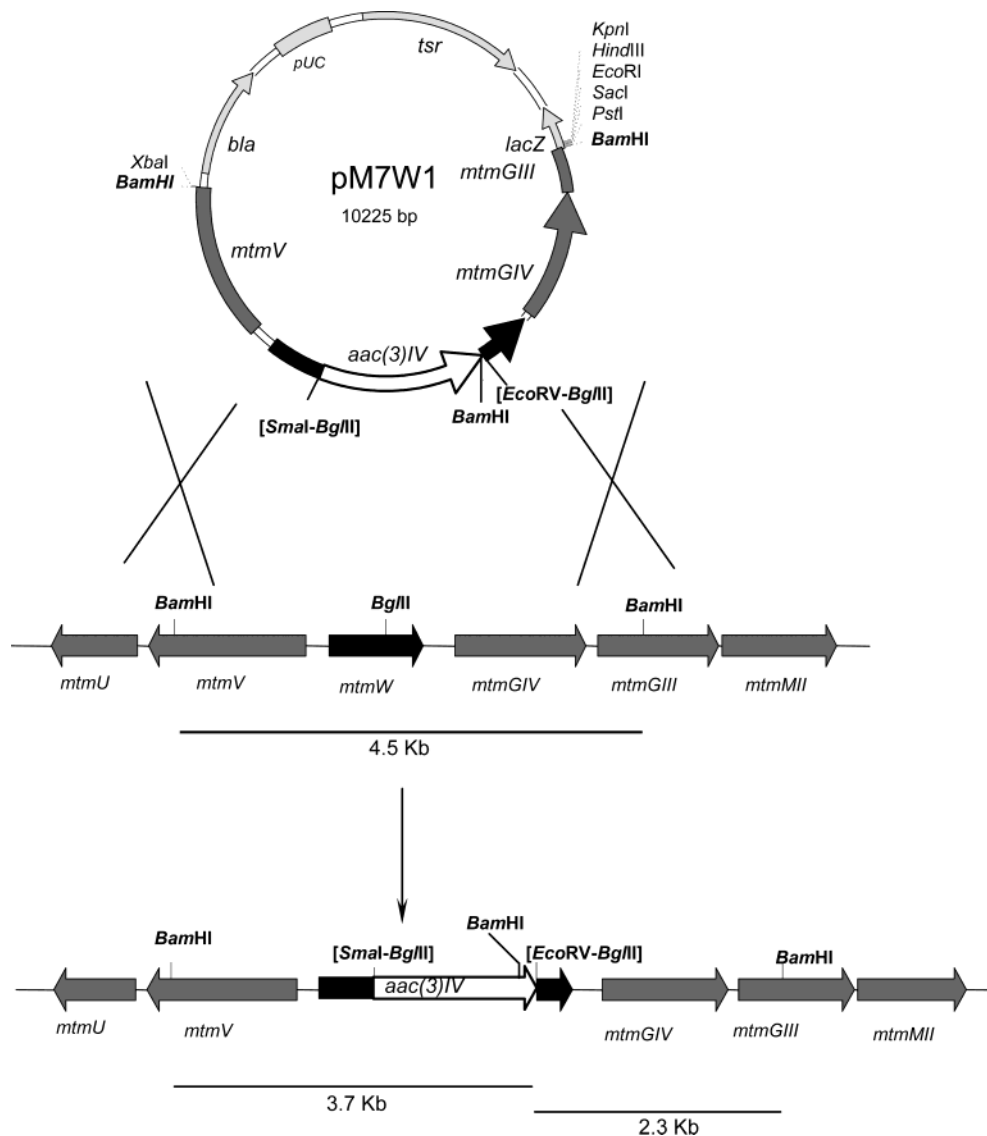 KpnI
HindIII
EcoRI
SacI
PstI
BamHI
tsr
pUC
bla
lacZ
XbaI
BamHI
mtmGIII
pM7W1
10225 bp
mtmV
mtmGIV
aac(3)IV
[EcoRV-BglII]
BamHI
[SmaI-BglII]
BamHI
BglII
BamHI
mtmU
mtmV
mtmW
mtmGIV
mtmGIII
mtmMII
4.5 Kb
BamHI
BamHI
[SmaI-BglII]
[EcoRV-BglII]
BamHI
aac(3)IV
mtmU
mtmV
mtmGIV
mtmGIII
mtmMII
3.7 Kb
2.3 Kb